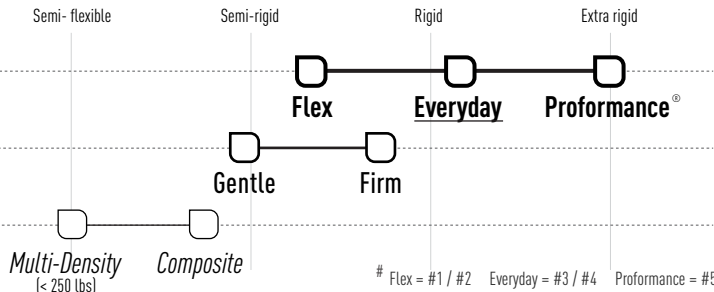 Semi- flexible Semi-rigid Rigid Extra rigid
Flex Everyday Proformance®
Gentle Firm
Multi-Density Composite
(< 250 lbs)
# Flex = #1 / #2 Everyday = #3 / #4 Proformance = #5